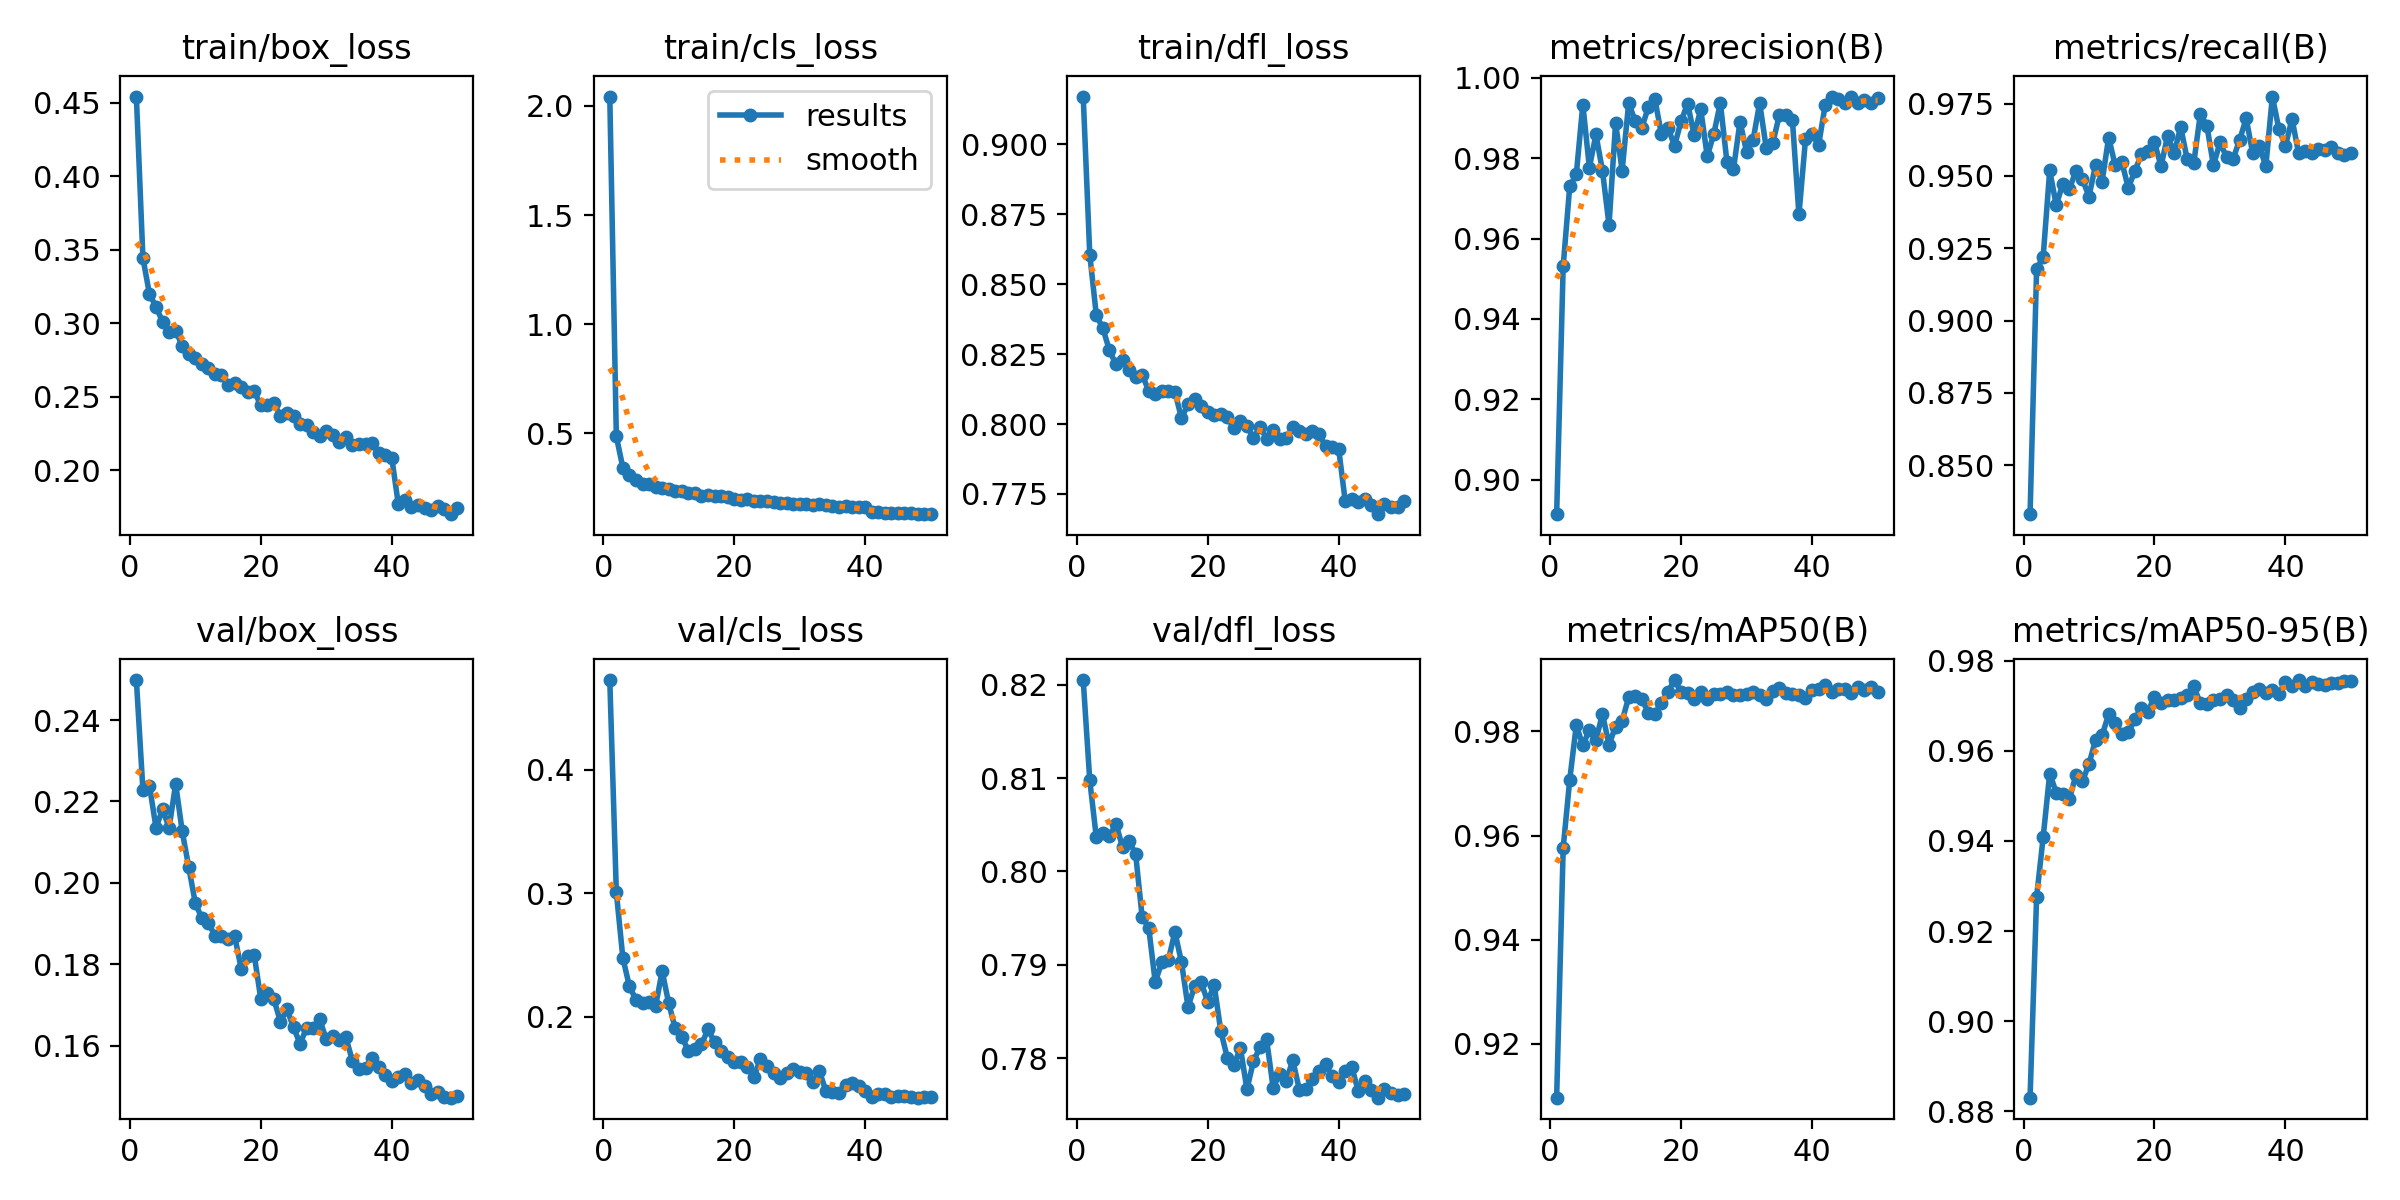 train/box_loss
train/cls_loss
train/dfl_loss
metrics/precision(B)
metrics/recall(B)
0.45
0.40
0.35
0.30
0.25
0.20
0 20 40
2.0
1.5
1.0
0.5
results
smooth
0 20 40
0.900
0.875
0.850
0.825
0.800
0.775
0 20 40
1.00
0.98
0.96
0.94
0.92
0.90
0 20 40
0.975
0.950
0.925
0.900
0.875
0.850
0 20 40
val/box_loss
val/cls_loss
val/dfl_loss
metrics/mAP50(B)
metrics/mAP50-95(B)
0.24
0.22
0.20
0.18
0.16
0 20 40
0.4
0.3
0.2
0 20 40
0.82
0.81
0.80
0.79
0.78
0 20 40
0.98
0.96
0.94
0.92
0 20 40
0.98
0.96
0.94
0.92
0.90
0.88
0 20 40